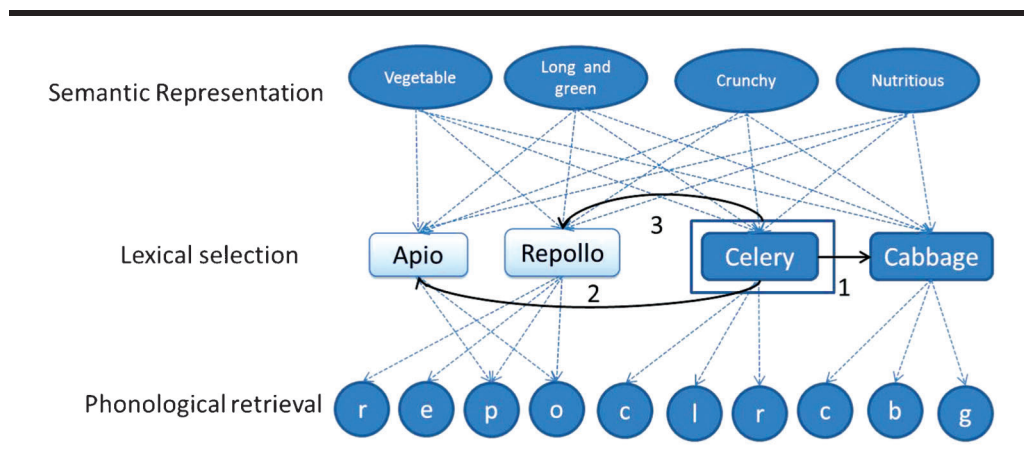 Semantic Representation
Vegetable
Long and
green
Crunchy
Nutritious
3
Lexical selection
Apio
Repollo
Celery
Cabbage
2
1
Phonological retrieval
r
e
p
o
c
l
r
c
b
g